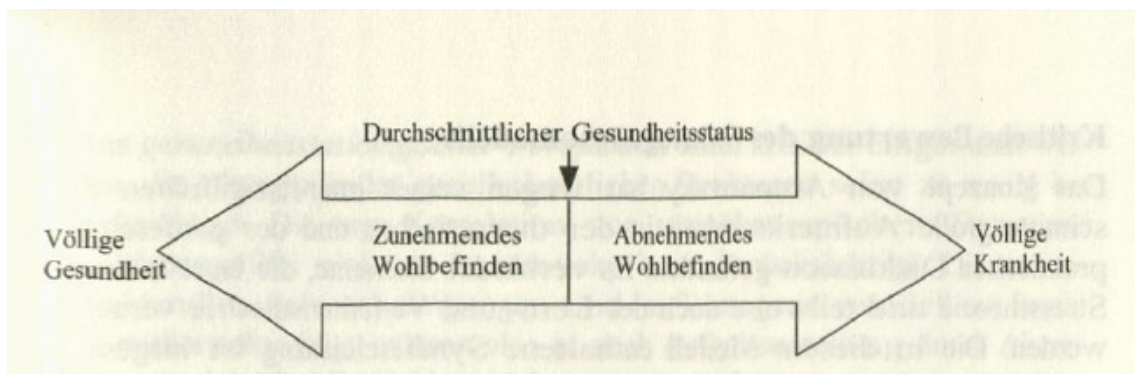 Durchschnittlicher Gesundheitsstatus
Völlige
Gesundheit
Zunehmendes
Wohlbefinden
Abnehmendes
Wohlbefinden
Völlige
Krankheit